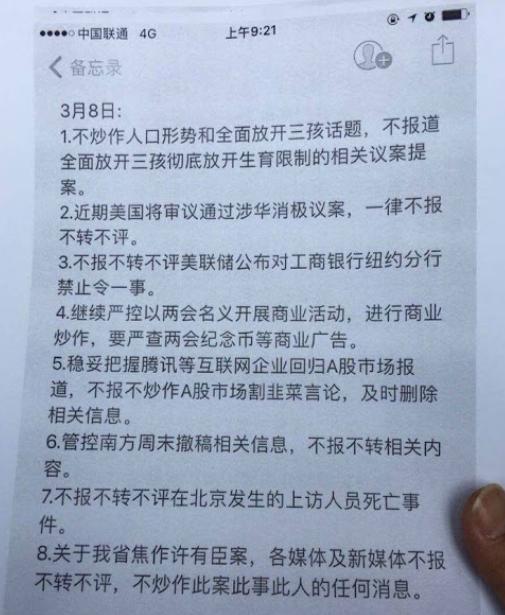 中国联通 4G 上午9:21
备忘录
3月8日:
1.不炒作人口形势和全面放开三孩话题，不报道
全面放开三孩彻底放开生育限制的相关议案提
案。
2.近期美国将审议通过涉华消极议案，一律不报
不转不评。
3.不报不转不评美联储公布对工商银行纽约分行
禁止令一事。
4.继续严控以两会名义开展商业活动，进行商业
炒作，要严查两会纪念币等商业广告。
5.稳妥把握腾讯等互联网企业回归A股市场报
道，不报不炒作A股市场割韭菜言论，及时删除
相关信息。
6.管控南方周末撤稿相关信息，不报不转相关内
容。
7.不报不转不评在北京发生的上访人员死亡事
件。
8.关于我省焦作许有臣案，各媒体及新媒体不报
不转不评，不炒作此案此事此人的任何消息。